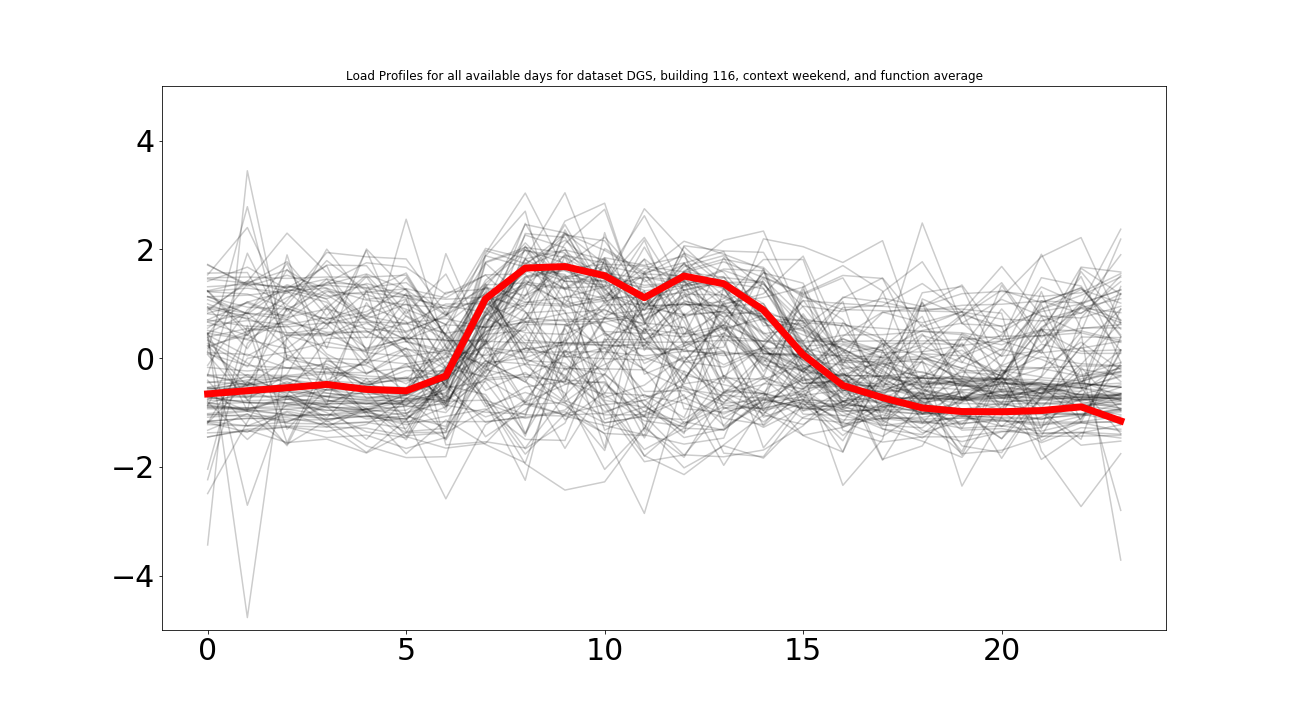 Load Profiles for all available days for dataset DGS, building 116, context weekend, and function average
4
2
0
−2
−4
0 5 10 15 20